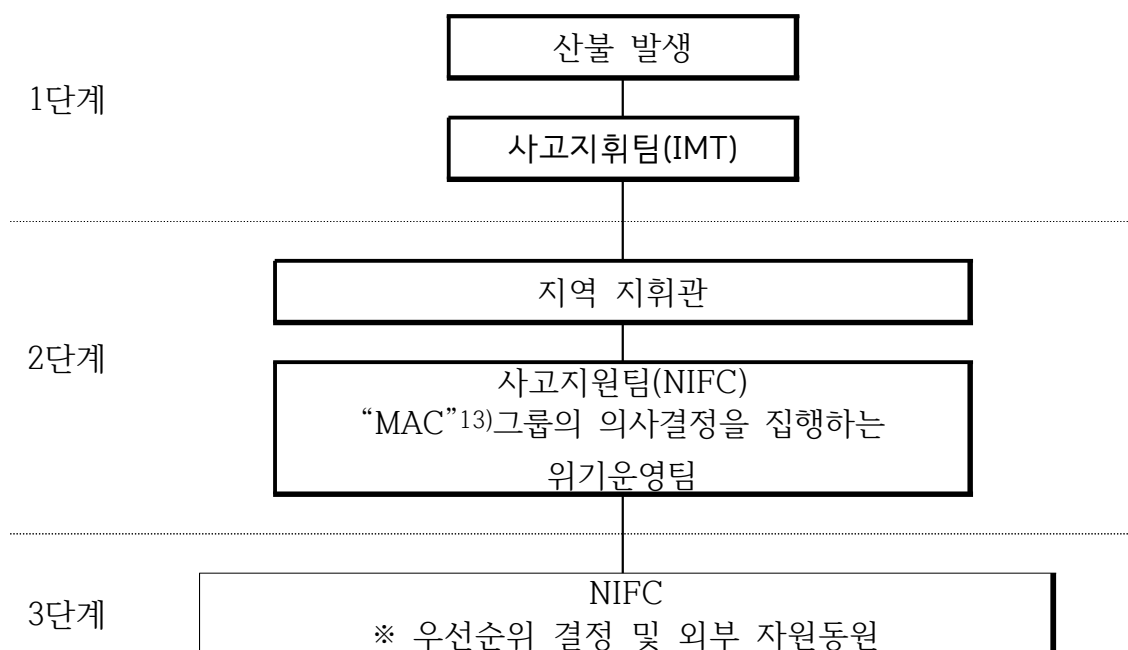 산불 발생
1단계
사고지휘팀(IMT)
지역 지휘관
2단계
사고지원팀(NIFC)
“MAC”13)그룹의 의사결정을 집행하는
위기운영팀
NIFC
3단계
※ 우선순위 결정 및 외부 자원동원